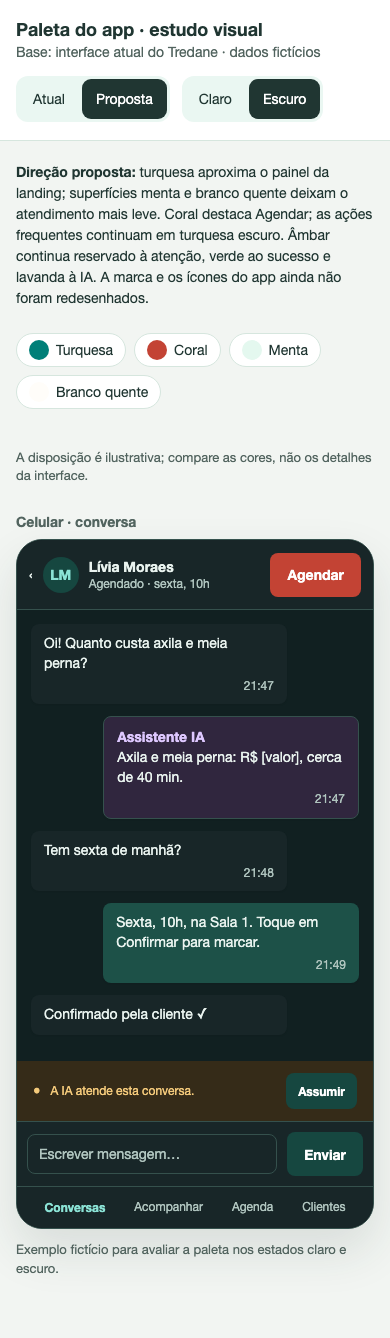 Paleta do app · estudo visual
Base: interface atual do Tredane · dados fictícios
Atual Proposta Claro Escuro
Direção proposta: turquesa aproxima o painel da
landing; superfícies menta e branco quente deixam o
atendimento mais leve. Coral destaca Agendar; as ações
frequentes continuam em turquesa escuro. Âmbar
continua reservado à atenção, verde ao sucesso e
lavanda à IA. A marca e os ícones do app ainda não
foram redesenhados.
Turquesa Coral Menta
Branco quente
A disposição é ilustrativa; compare as cores, não os detalhes
da interface.
Celular · conversa
‹ LM Lívia Moraes
Agendado · sexta, 10h
Agendar
Oi! Quanto custa axila e meia
perna?
21:47
Assistente IA
Axila e meia perna: R$ [valor], cerca
de 40 min.
21:47
Tem sexta de manhã?
21:48
Sexta, 10h, na Sala 1. Toque em
Confirmar para marcar.
21:49
Confirmado pela cliente ✓
A IA atende esta conversa. Assumir
Escrever mensagem... Enviar
Conversas Acompanhar Agenda Clientes
Exemplo fictício para avaliar a paleta nos estados claro e
escuro.